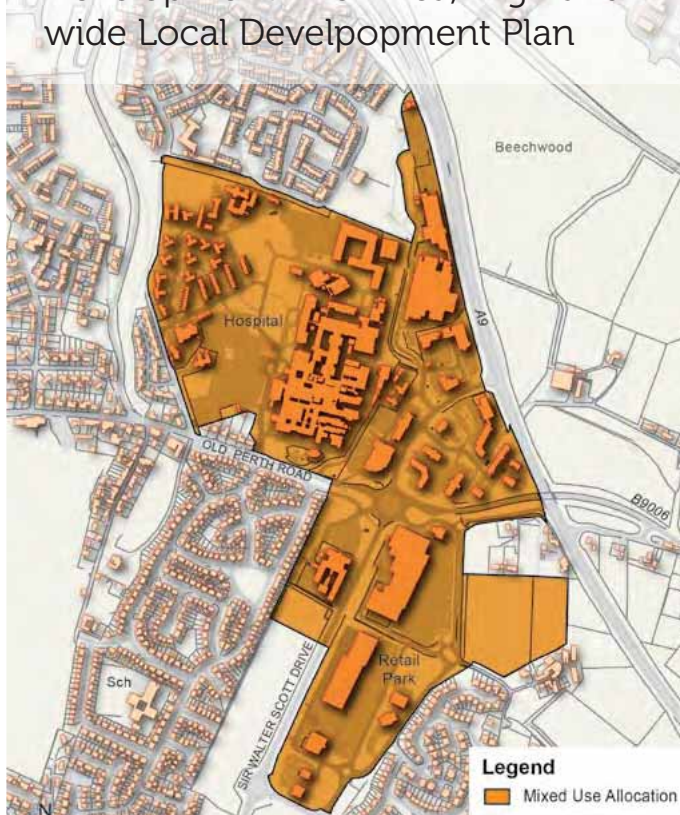 wide Local Develpopment Plan
Beechwood
A9
Hospital
OLD PERTH ROAD
B9006
Retail
Park
SIR WALTER SCOTT DRIVE
Sch
N
Legend
Mixed Use Allocation